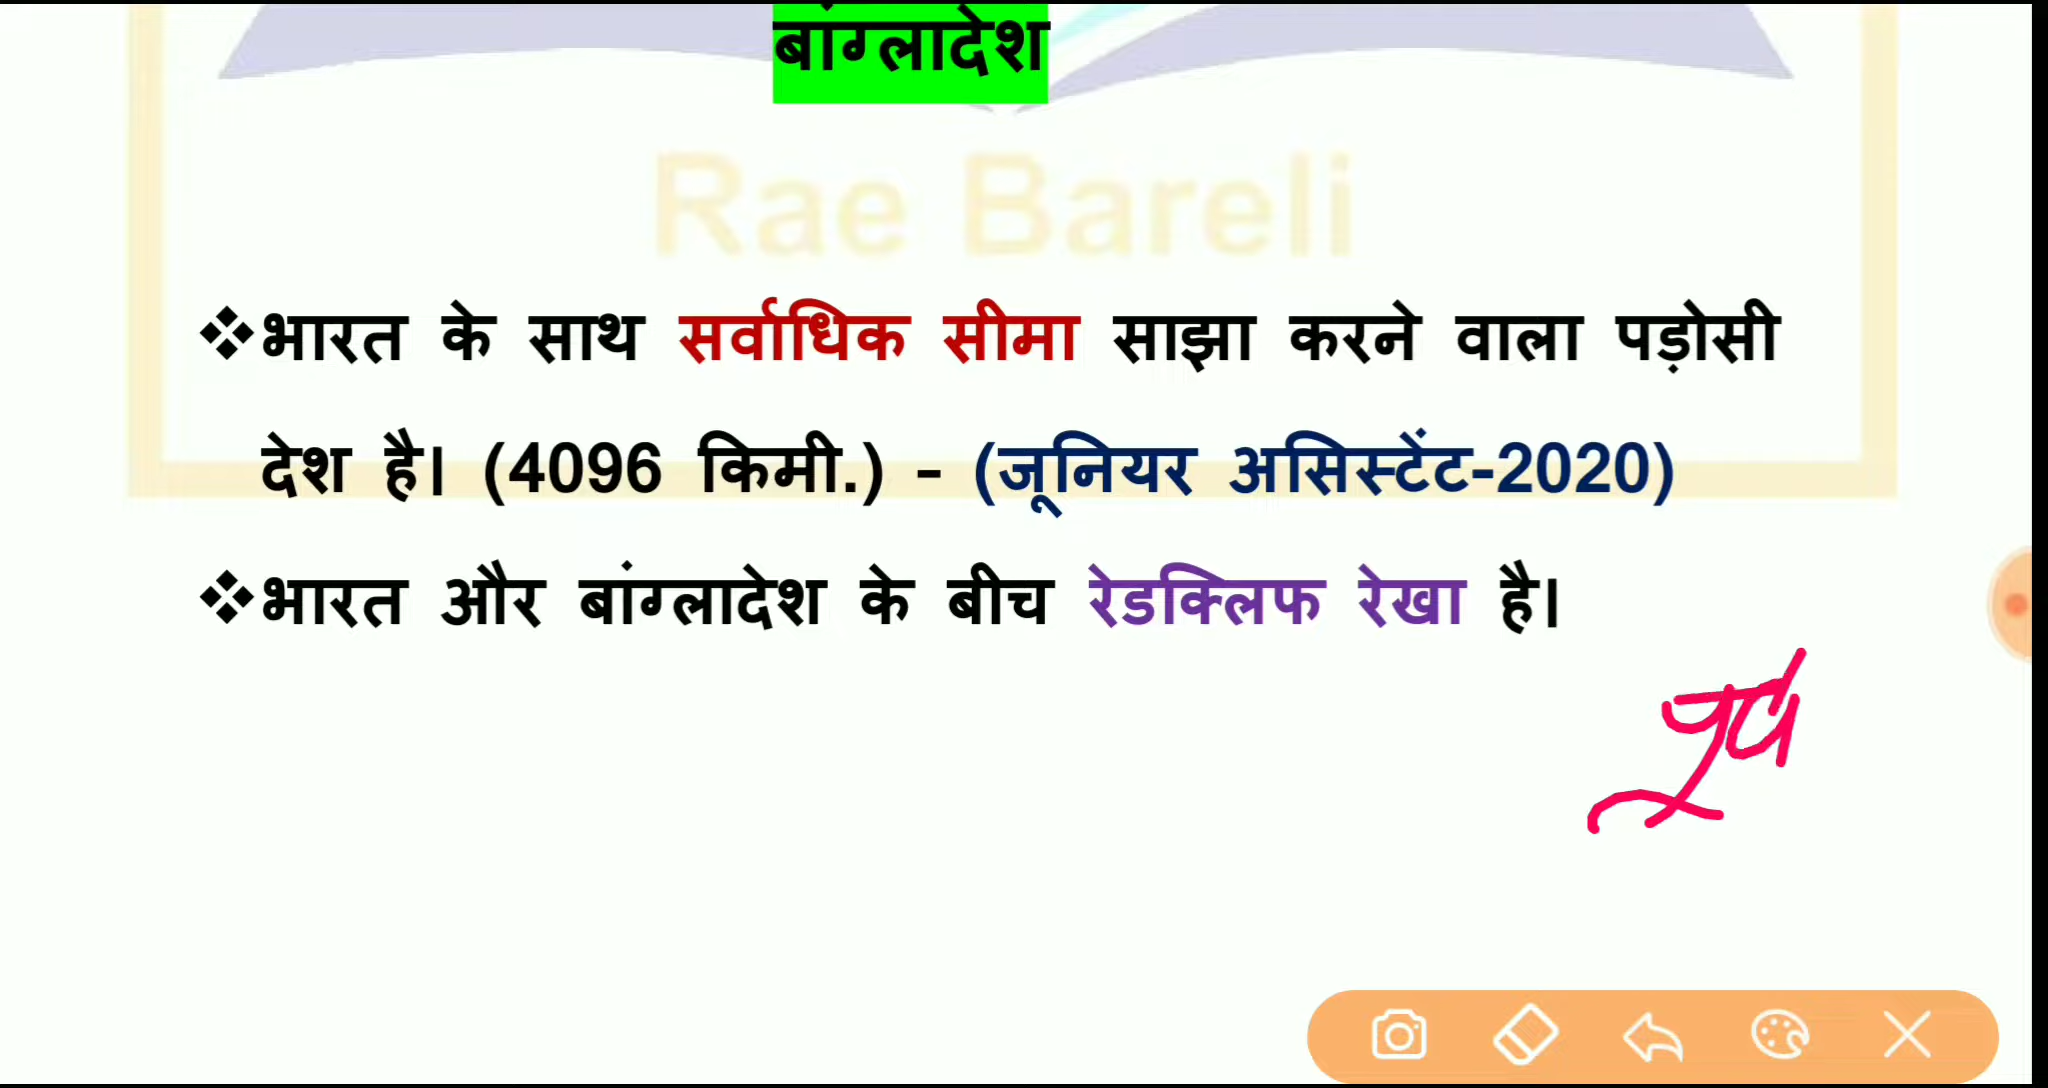 बांग्लादेश
Rae Bareli
❖भारत के साथ सर्वाधिक सीमा साझा करने वाला पड़ोसी
देश है। (4096 किमी.) - (जूनियर असिस्टेंट-2020)
❖भारत और बांग्लादेश के बीच रेडक्लिफ रेखा है।